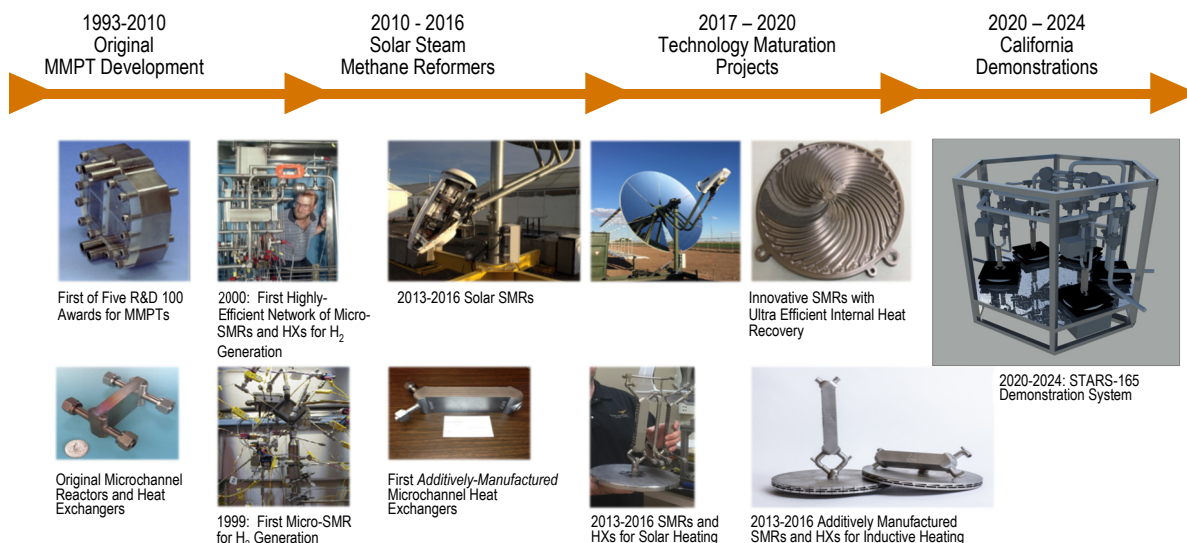 1993-2010
Original
MMPT Development
2010 - 2016
Solar Steam
Methane Reformers
2017 – 2020
Technology Maturation
Projects
2020 – 2024
California
Demonstrations
First of Five R&D 100
Awards for MMPTs
2000: First Highly-
Efficient Network of Micro-
SMRs and HXs for H2
Generation
2013-2016 Solar SMRs
Innovative SMRs with
Ultra Efficient Internal Heat
Recovery
2020-2024: STARS-165
Demonstration System
Original Microchannel
Reactors and Heat
Exchangers
1999: First Micro-SMR
for H2 Generation
First Additively-Manufactured
Microchannel Heat
Exchangers
2013-2016 SMRs and
HXs for Solar Heating
2013-2016 Additively Manufactured
SMRs and HXs for Inductive Heating